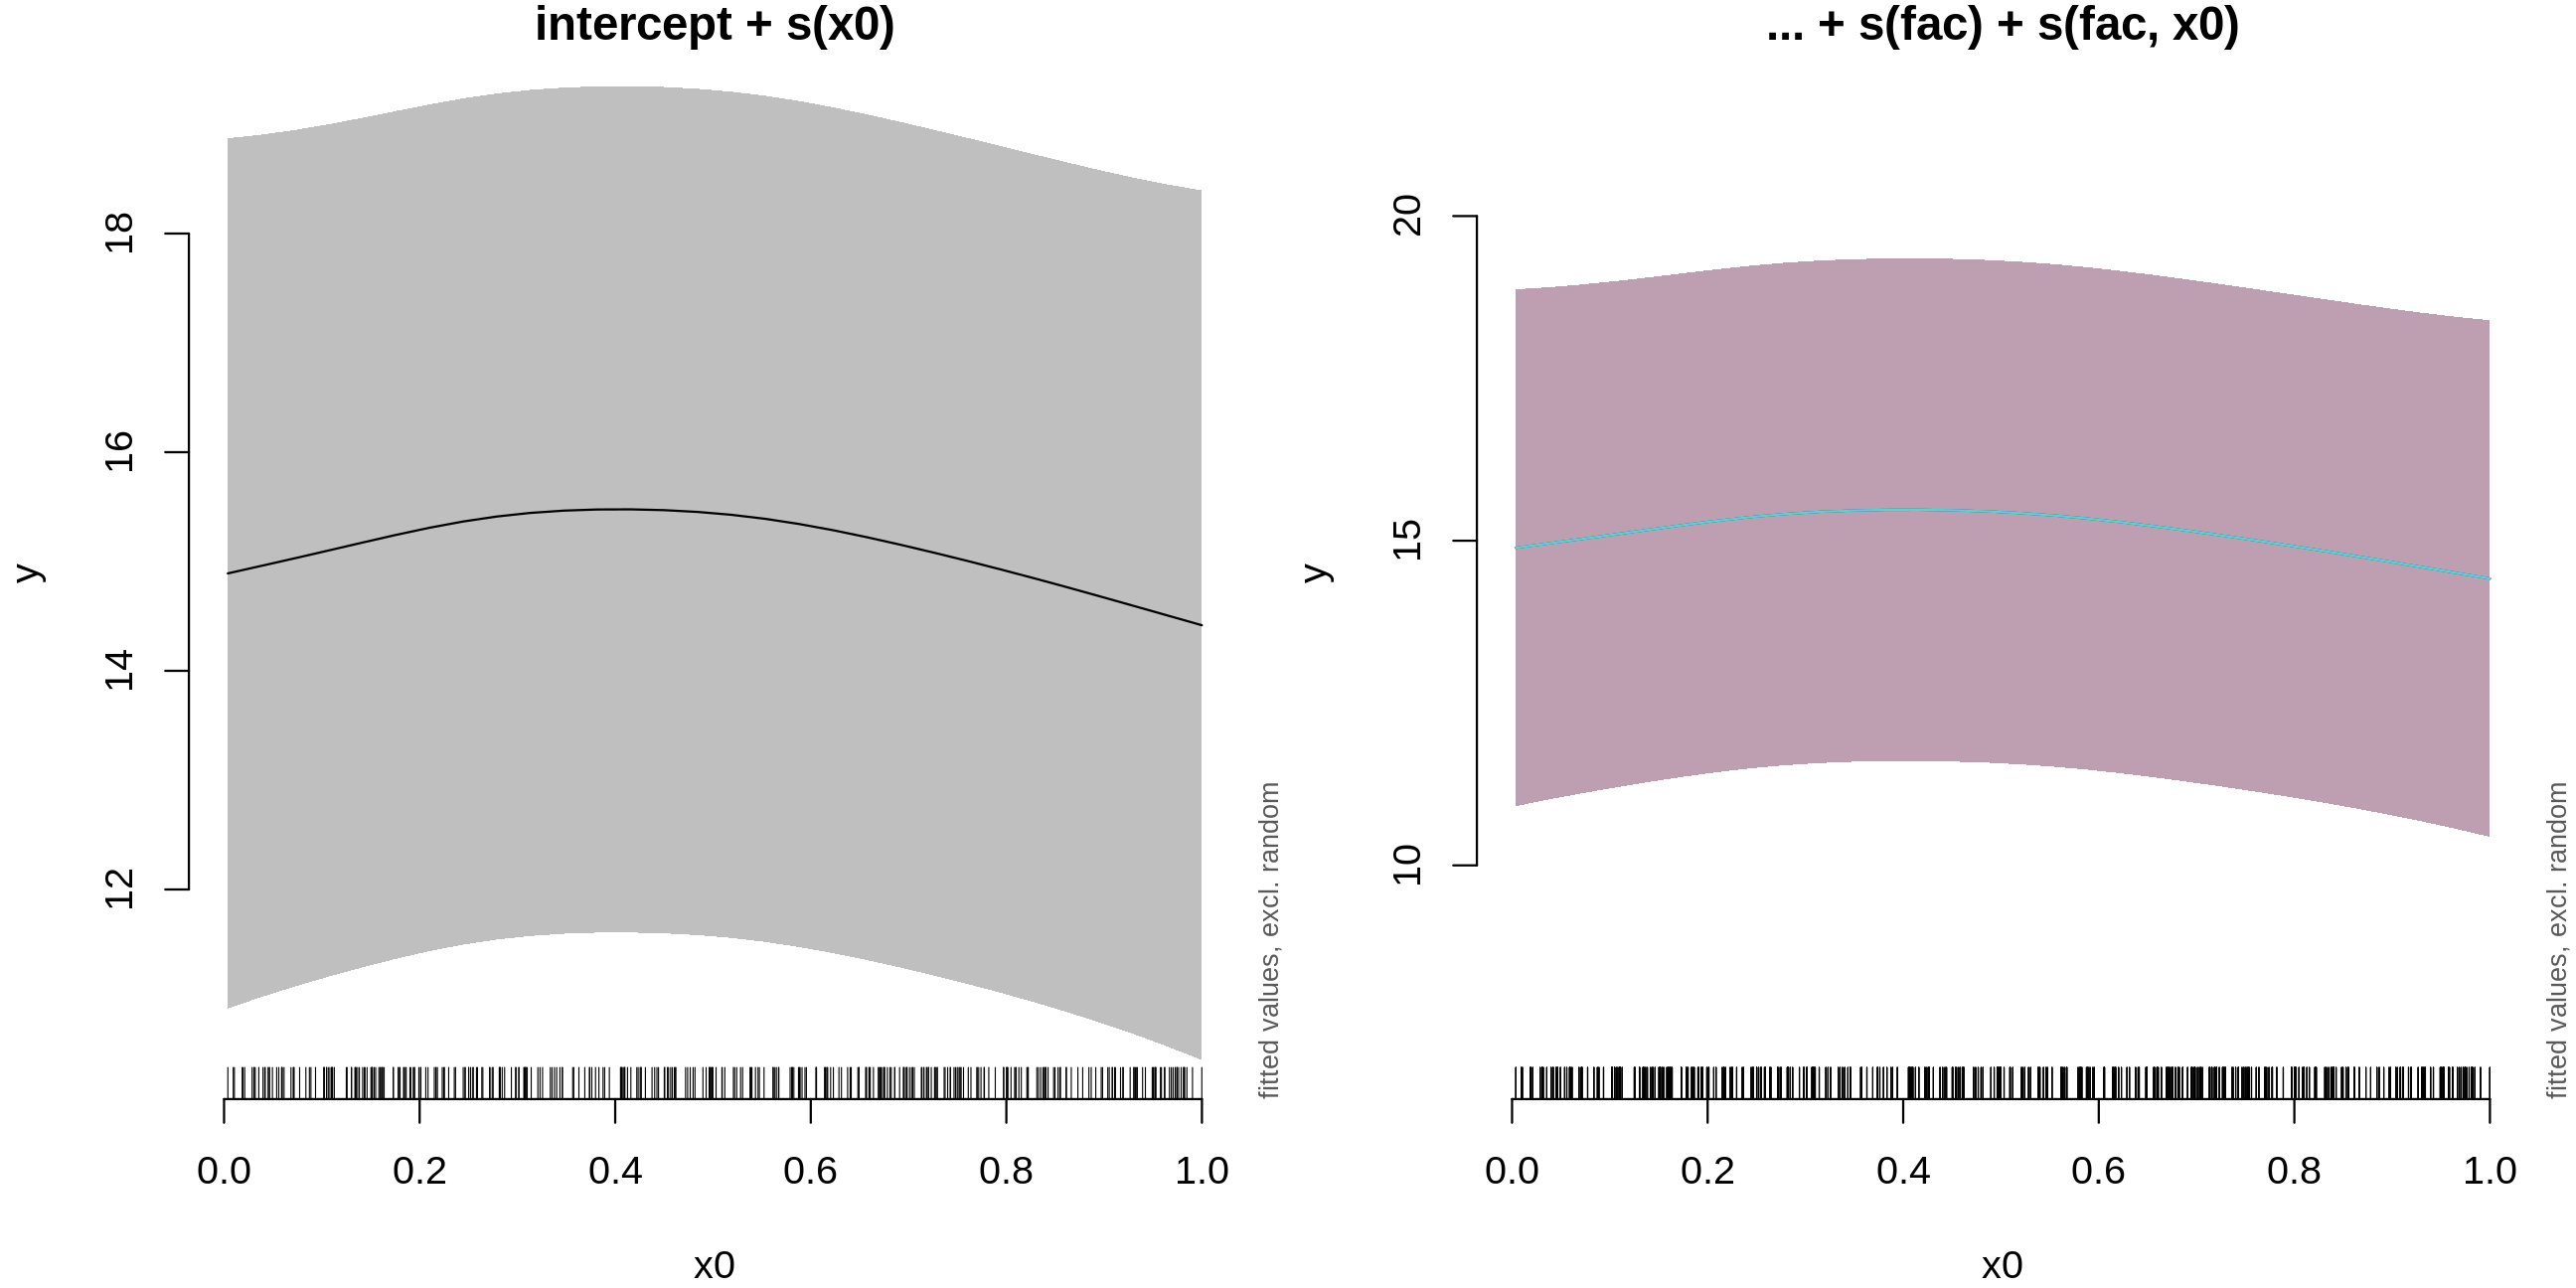 intercept + s(x0)
18
16
14
12
y
0.0 0.2 0.4 0.6 0.8 1.0
x0
fitted values, excl. random
... + s(fac) + s(fac, x0)
20
15
10
y
0.0 0.2 0.4 0.6 0.8 1.0
x0
fitted values, excl. random